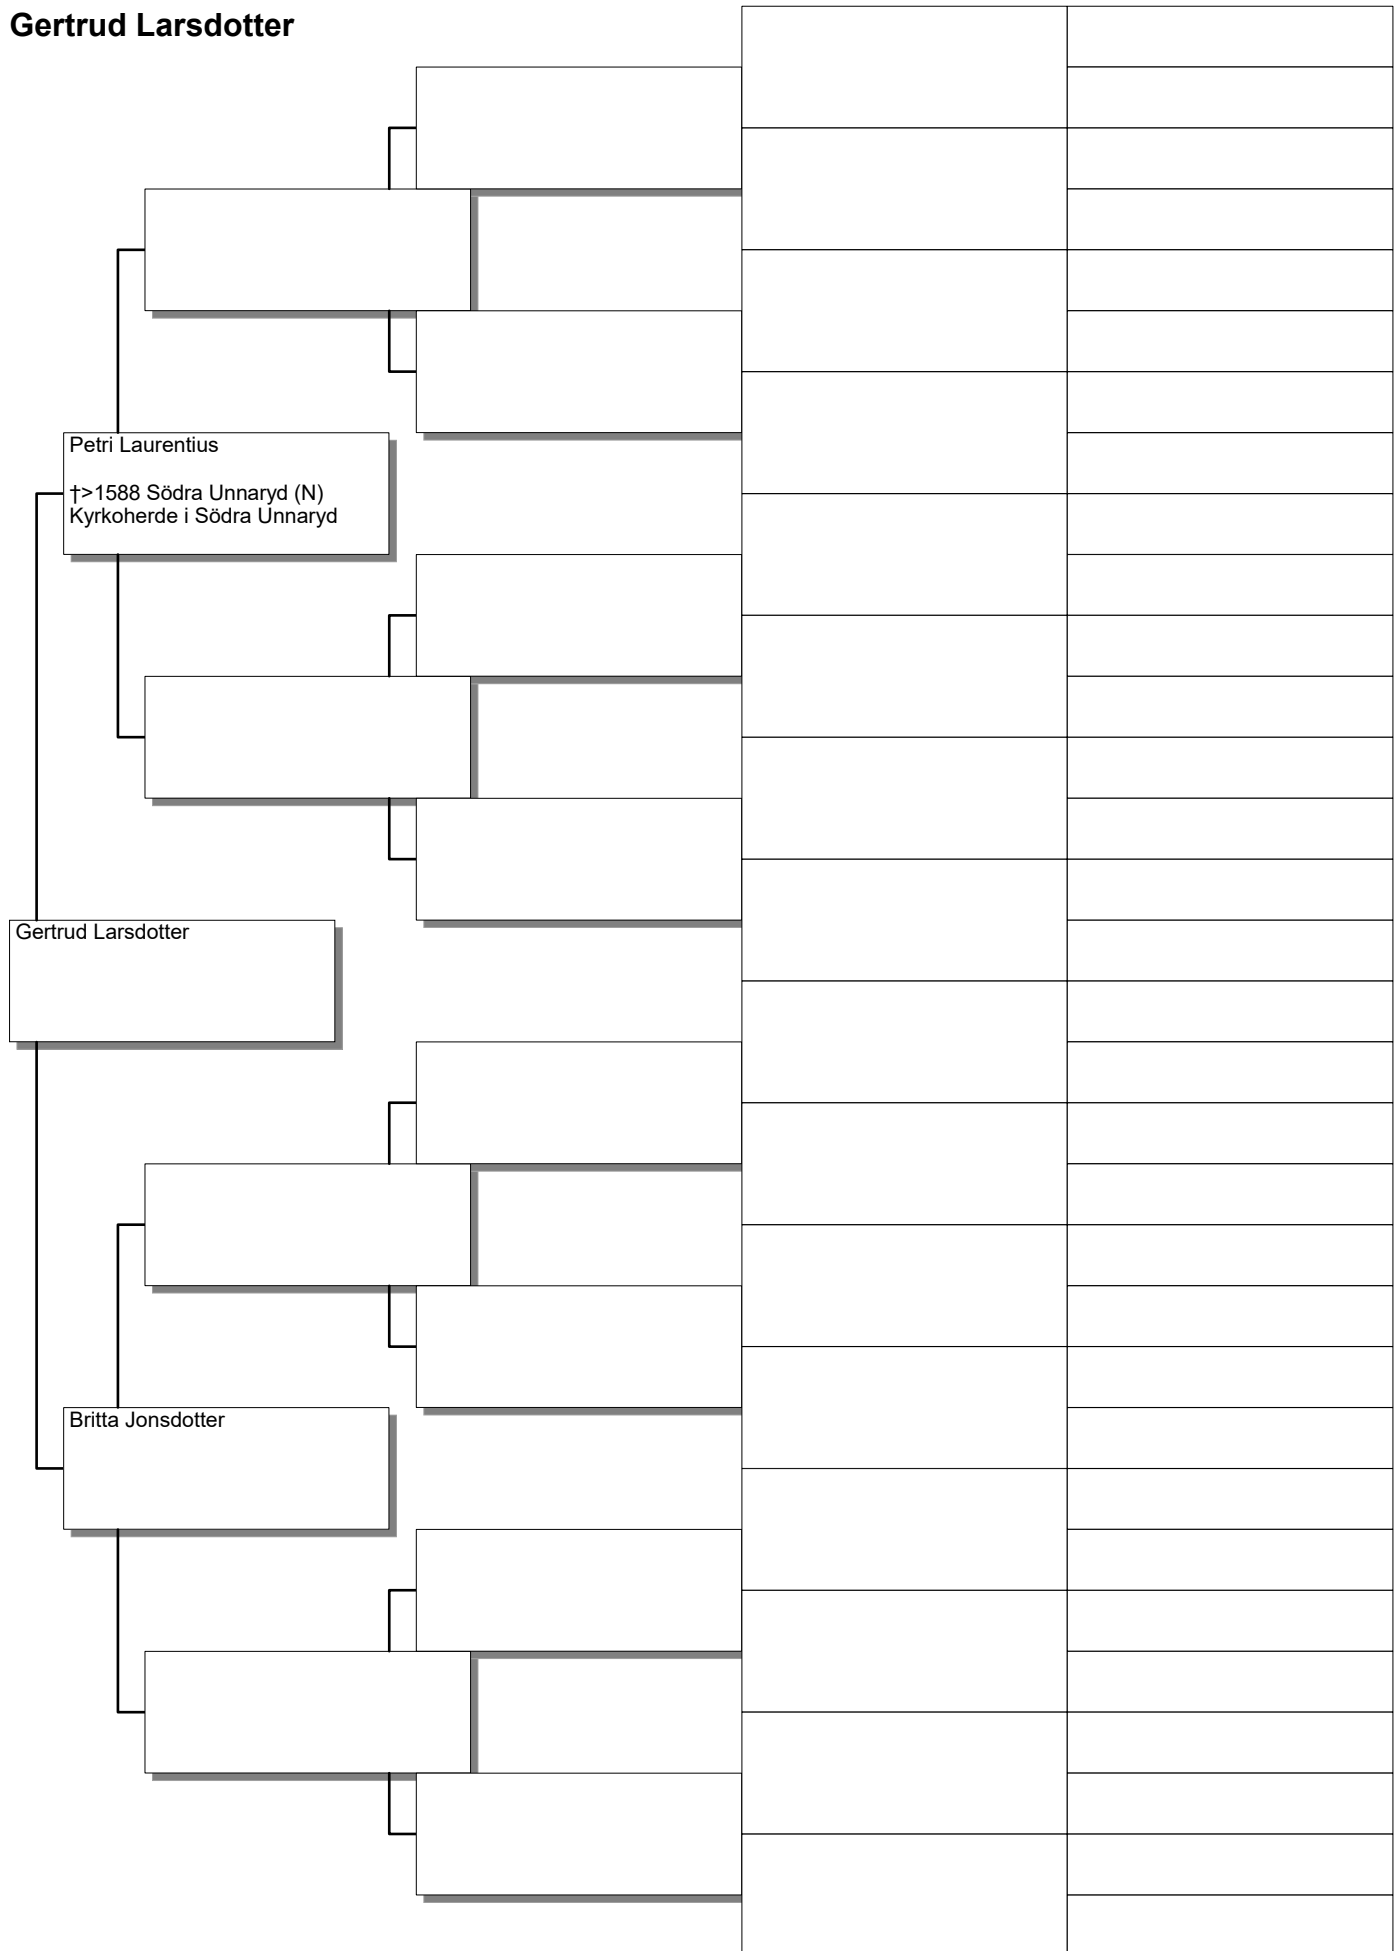 Gertrud Larsdotter
Petri Laurentius
†>1588 Södra Unnaryd (N)
Kyrkoherde i Södra Unnaryd
Gertrud Larsdotter
Britta Jonsdotter